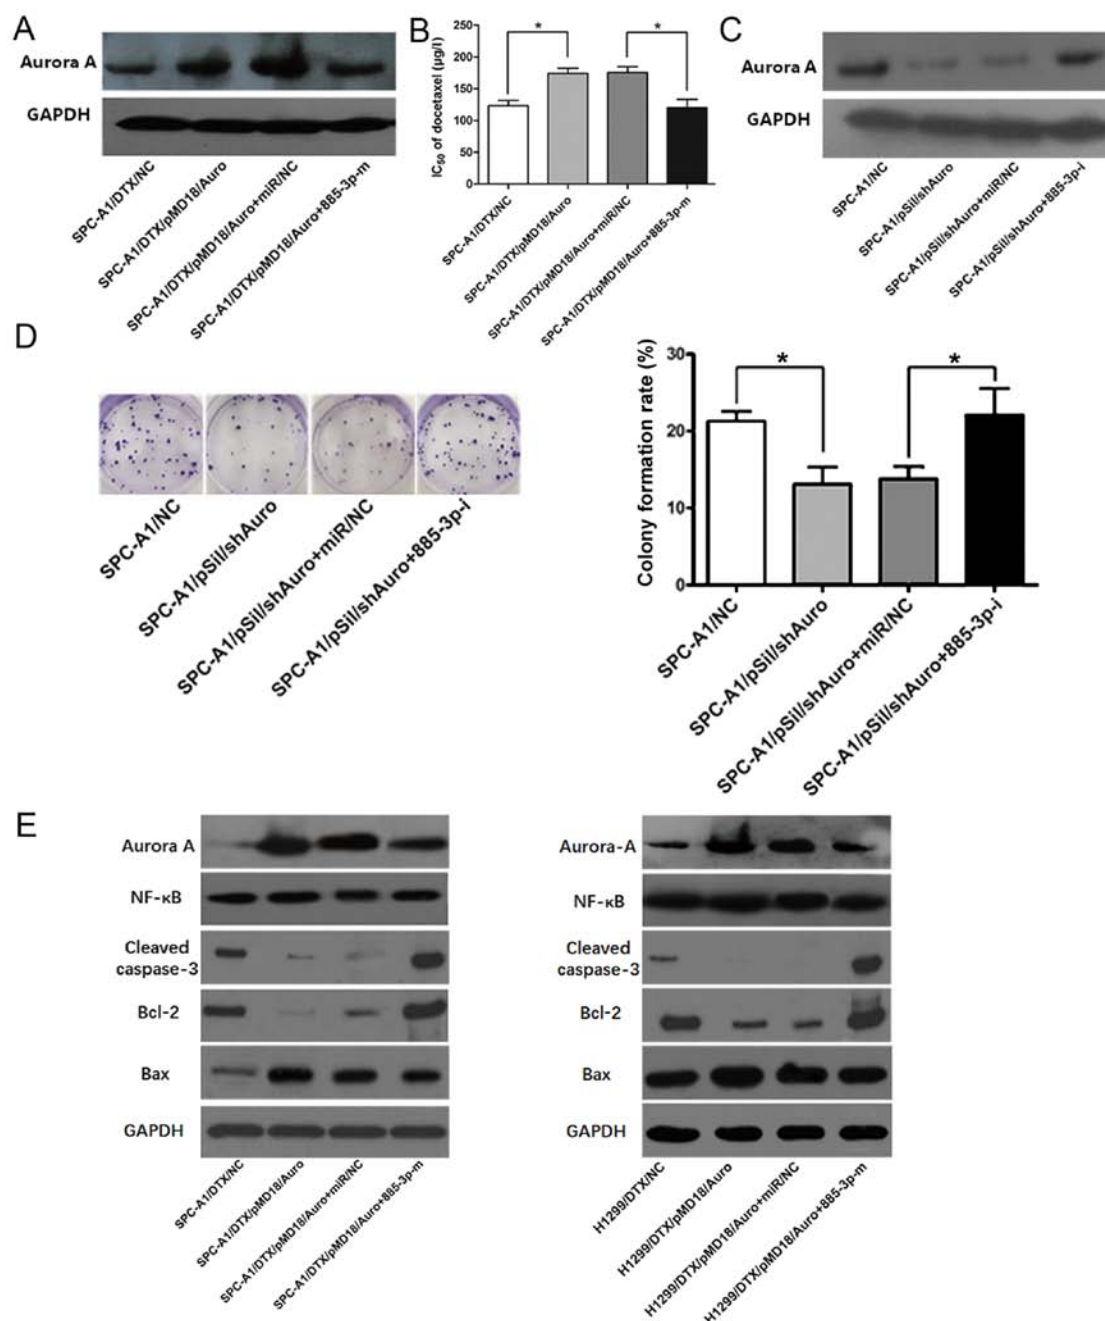 A
Aurora A
GAPDH
SPC-A1/DTX/NC
SPC-A1/DTX/pMD18/Auro
SPC-A1/DTX/pMD18/Auro+miR/NC
SPC-A1/DTX/pMD18/Auro+885-3p-m
B
IC50 of docetaxel (μg/l)
250
200
150
100
50
0
*
*
SPC-A1/DTX/NC
SPC-A1/DTX/pMD18/Auro
SPC-A1/DTX/pMD18/Auro+miR/NC
SPC-A1/DTX/pMD18/Auro+885-3p-m
C
Aurora A
GAPDH
SPC-A1/NC
SPC-A1/pSil/shAuro
SPC-A1/pSil/shAuro+miR/NC
SPC-A1/pSil/shAuro+885-3p-i
D
SPC-A1/NC
SPC-A1/pSil/shAuro
SPC-A1/pSil/shAuro+miR/NC
SPC-A1/pSil/shAuro+885-3p-i
Colony formation rate (%)
30
20
10
0
*
*
SPC-A1/NC
SPC-A1/pSil/shAuro
SPC-A1/pSil/shAuro+miR/NC
SPC-A1/pSil/shAuro+885-3p-i
E
Aurora A
NF-κB
Cleaved
caspase-3
Bcl-2
Bax
GAPDH
SPC-A1/DTX/NC
SPC-A1/DTX/pMD18/Auro
SPC-A1/DTX/pMD18/Auro+miR/NC
SPC-A1/DTX/pMD18/Auro+885-3p-m
Aurora-A
NF-κB
Cleaved
caspase-3
Bcl-2
Bax
GAPDH
H1299/DTX/NC
H1299/DTX/pMD18/Auro
H1299/DTX/pMD18/Auro+miR/NC
H1299/DTX/pMD18/Auro+885-3p-m